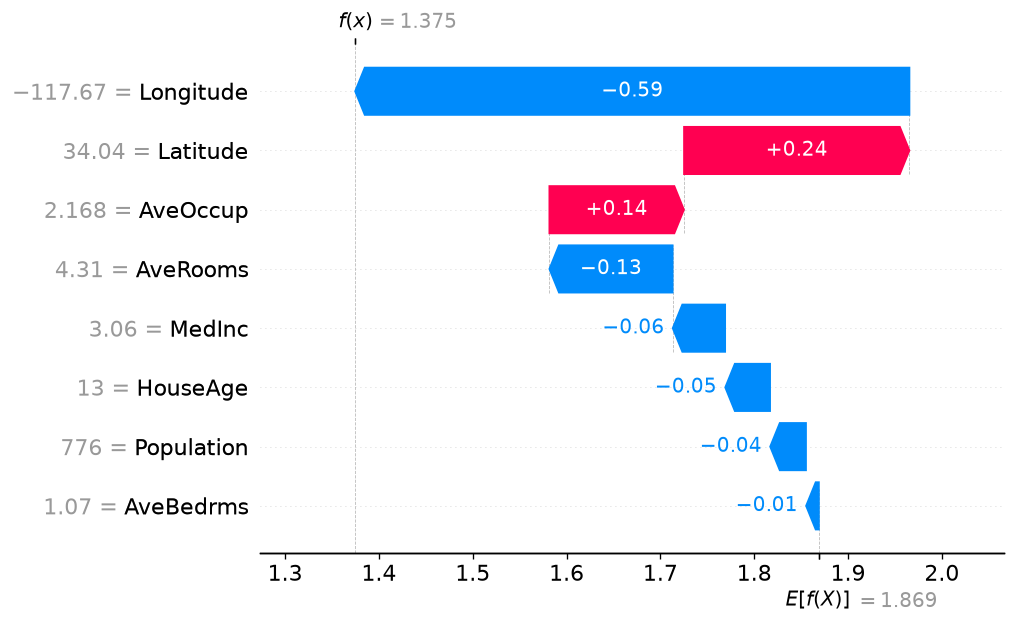 f(x) = 1.375
−117.67 = Longitude −0.59
34.04 = Latitude +0.24
2.168 = AveOccup +0.14
4.31 = AveRooms −0.13
3.06 = MedInc −0.06
13 = HouseAge −0.05
776 = Population −0.04
1.07 = AveBedrms −0.01
1.3 1.4 1.5 1.6 1.7 1.8 1.9 2.0
E[f(X)] = 1.869